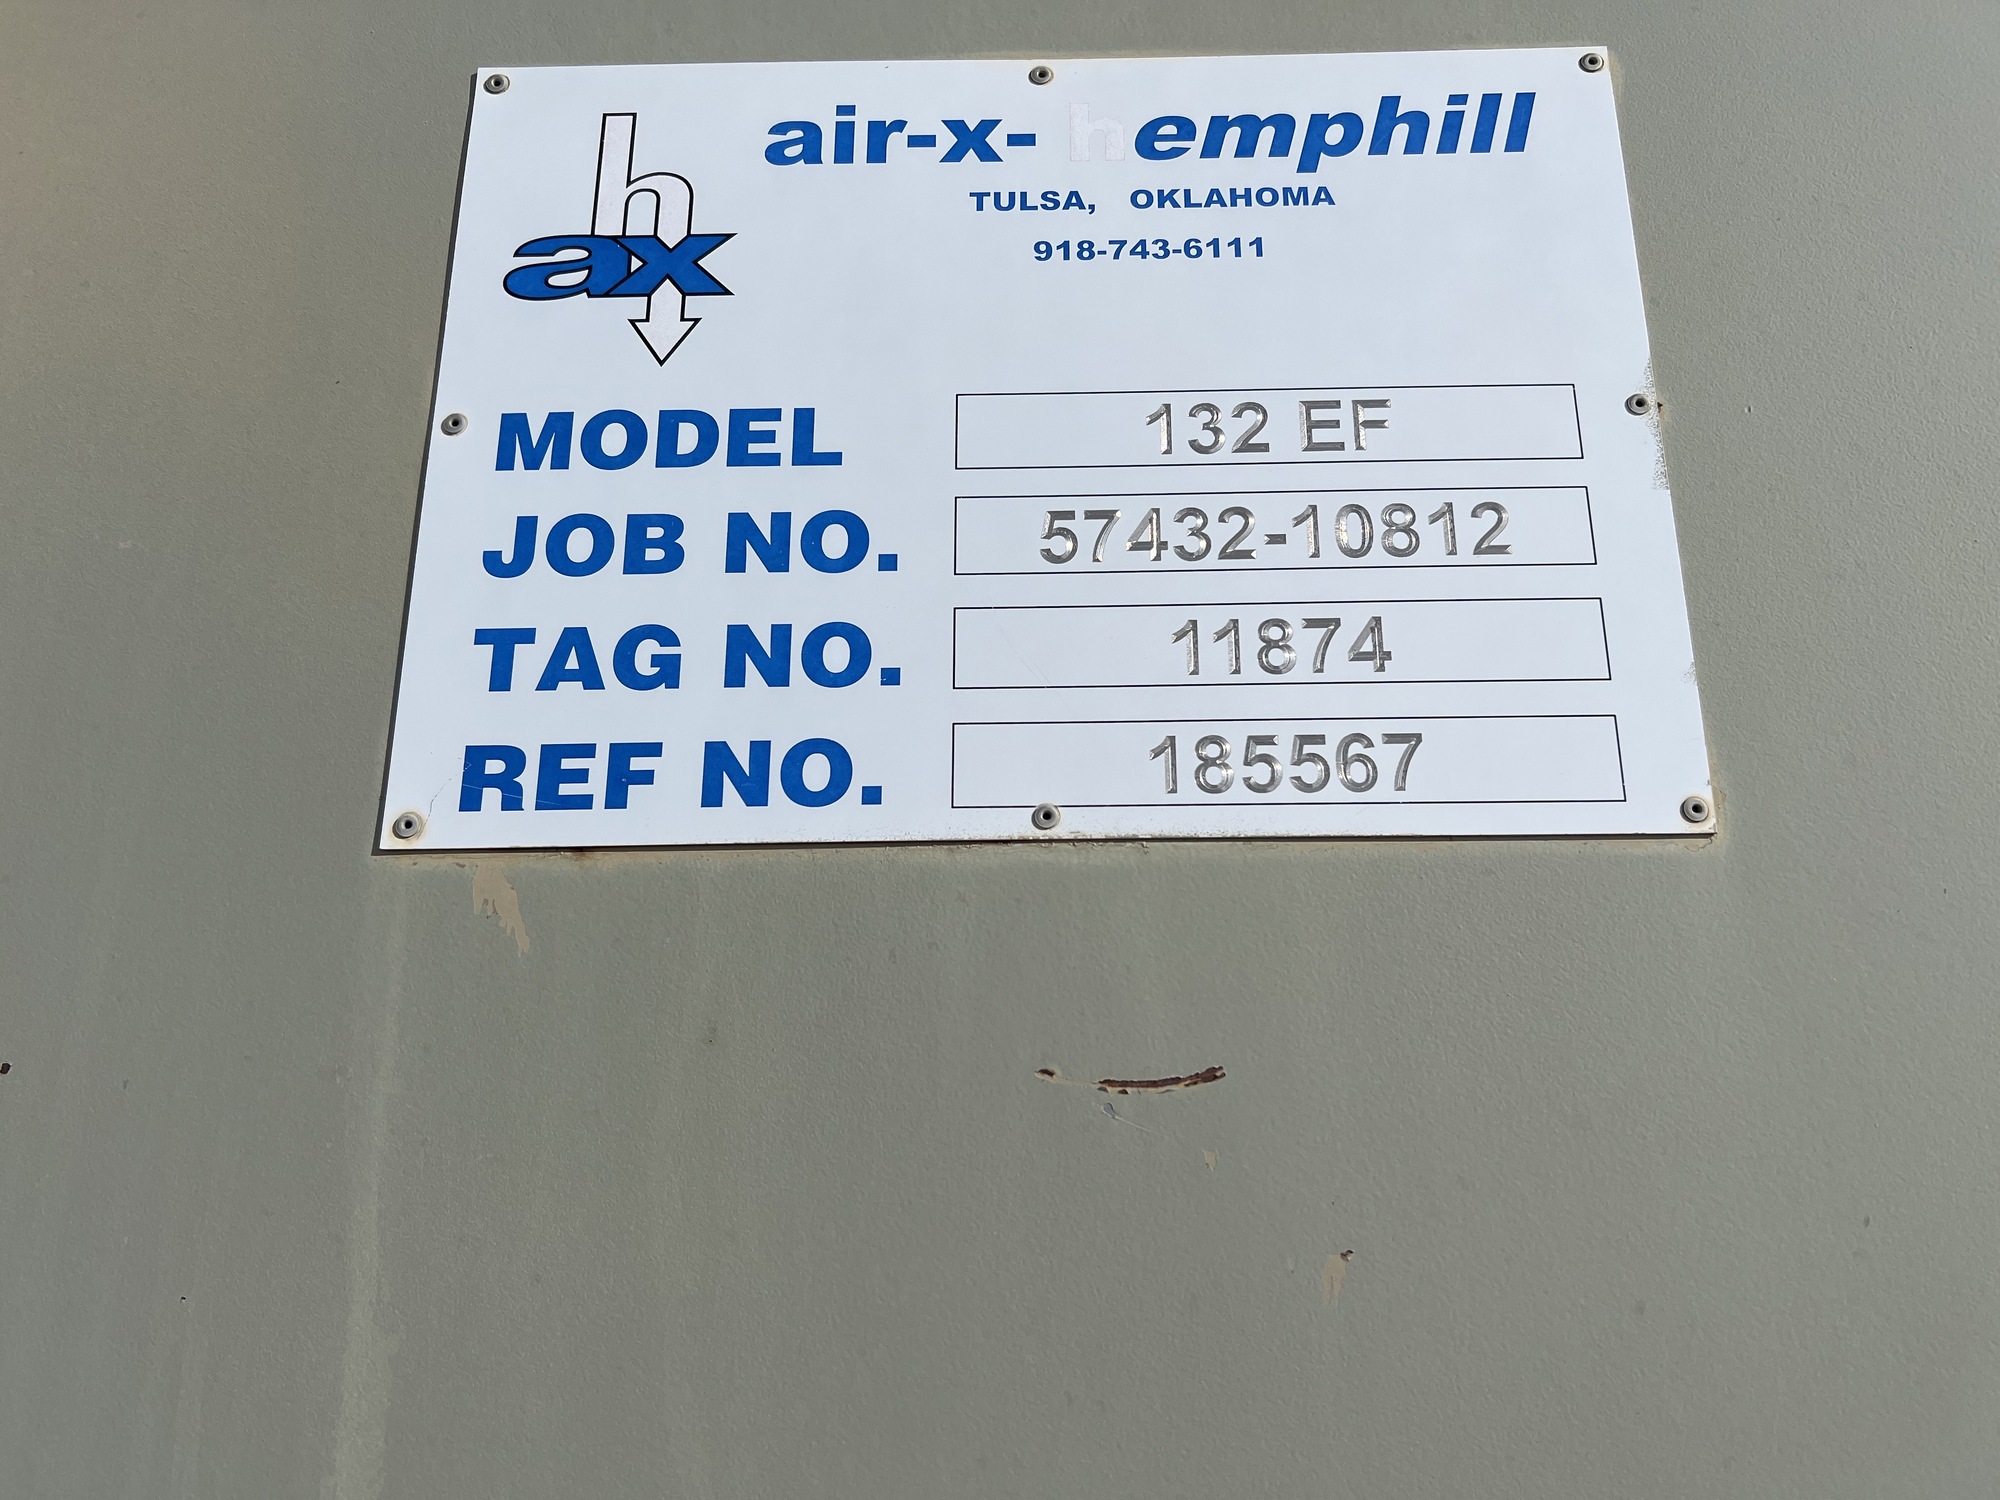 h
ax
air-x-hemphill
TULSA, OKLAHOMA
918-743-6111
MODEL 132 EF
JOB NO. 57432-10812
TAG NO. 11874
REF NO. 185567